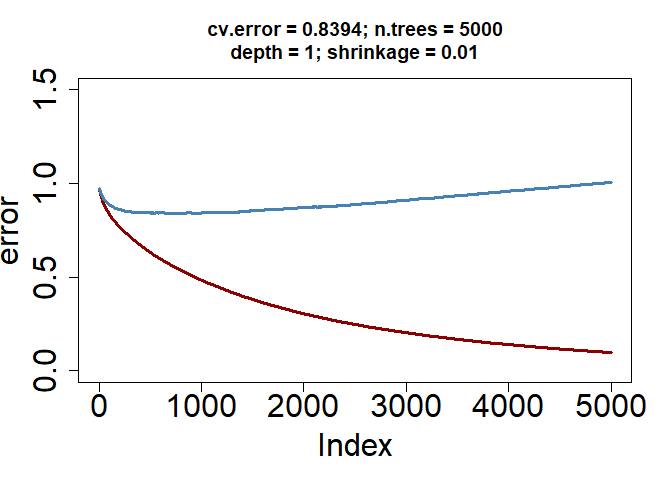 cv.error = 0.8394; n.trees = 5000
depth = 1; shrinkage = 0.01
1.5
1.0
0.5
0.0
error
0 1000 2000 3000 4000 5000
Index